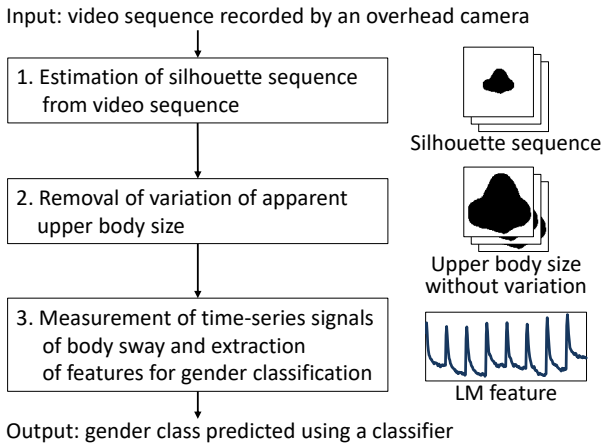 Input: video sequence recorded by an overhead camera
1. Estimation of silhouette sequence
from video sequence
Silhouette sequence
2. Removal of variation of apparent
upper body size
Upper body size
without variation
3. Measurement of time-series signals
of body sway and extraction
of features for gender classification
LM feature
Output: gender class predicted using a classifier